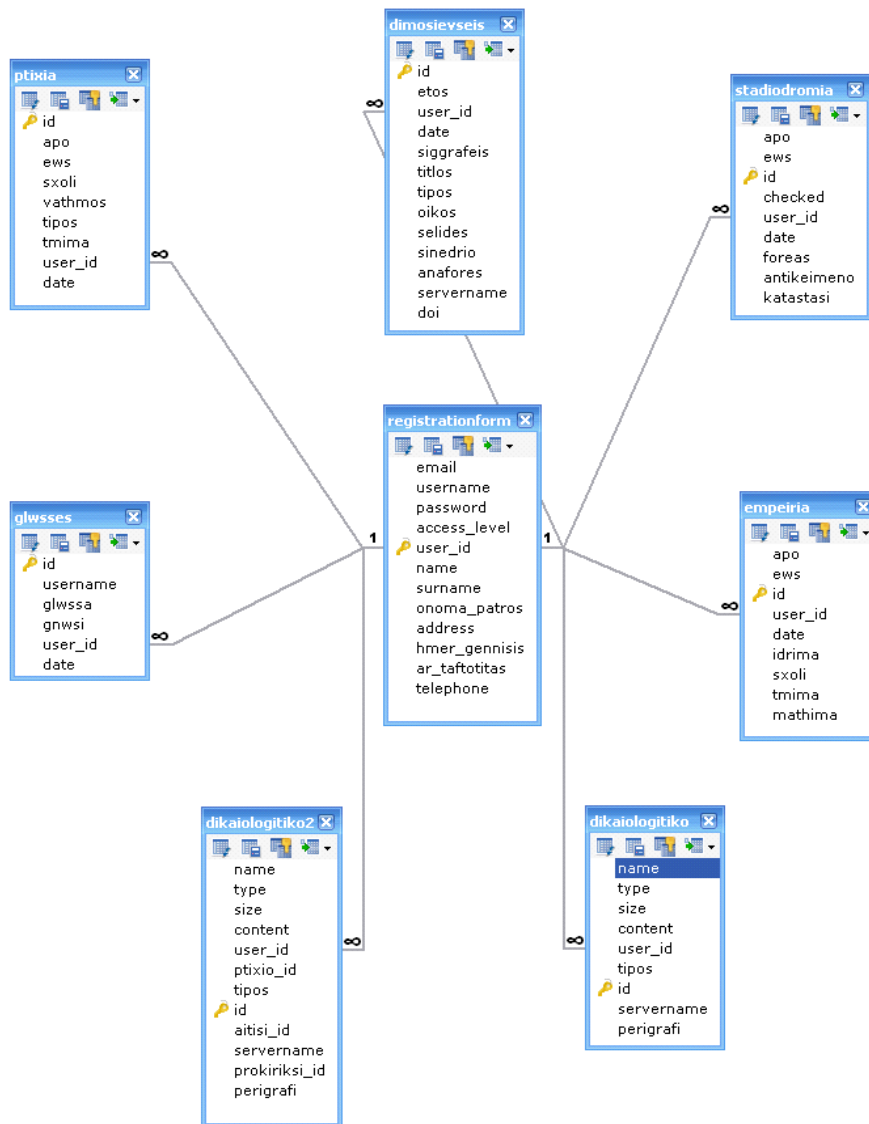 dimosievseis
id
etos
user_id
date
siggrafeis
titlos
tipos
oikos
selides
sinedrio
anafores
servername
doi
ptixia
id
apo
ews
sxoli
vathmos
tipos
tmima
user_id
date
stadiodromia
apo
ews
id
checked
user_id
date
foreas
antikeimeno
katastasi
∞
∞
∞
registrationform
email
username
password
access_level
user_id
name
surname
onoma_patros
address
hmer_gennisis
ar_taftotitas
telephone
1
1
glwsses
id
username
glwssa
gnwsi
user_id
date
∞
empeiria
apo
ews
id
user_id
date
idrima
sxoli
tmima
mathima
∞
dikaiologitiko2
name
type
size
content
user_id
ptixio_id
tipos
id
aitisi_id
servername
prokiriksi_id
perigrafi
∞
dikaiologitiko
name
type
size
content
user_id
tipos
id
servername
perigrafi
∞